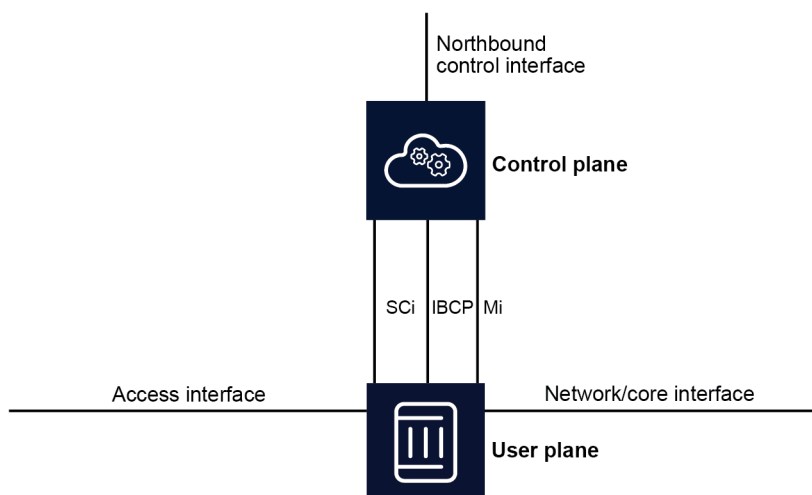 Northbound
control interface
Control plane
SCi
IBCP
Mi
Access interface
Network/core interface
User plane